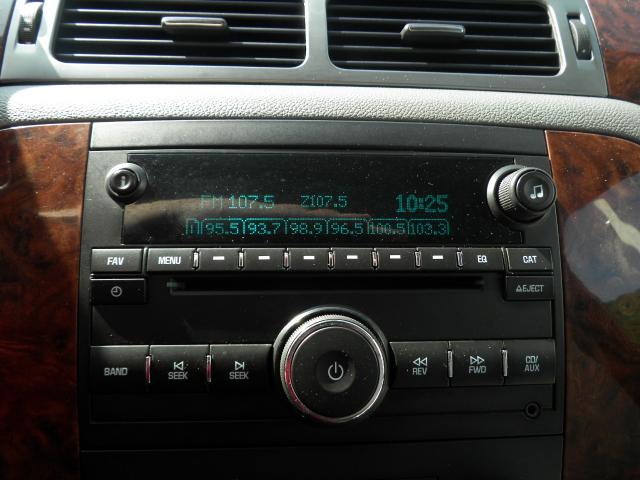 FM 107.5 Z107.5 10:25
1 95.5 93.7 98.9 96.5 100.5 103.3
FAV MENU EQ CAT
EJECT
BAND SEEK SEEK REV FWD CD/AUX